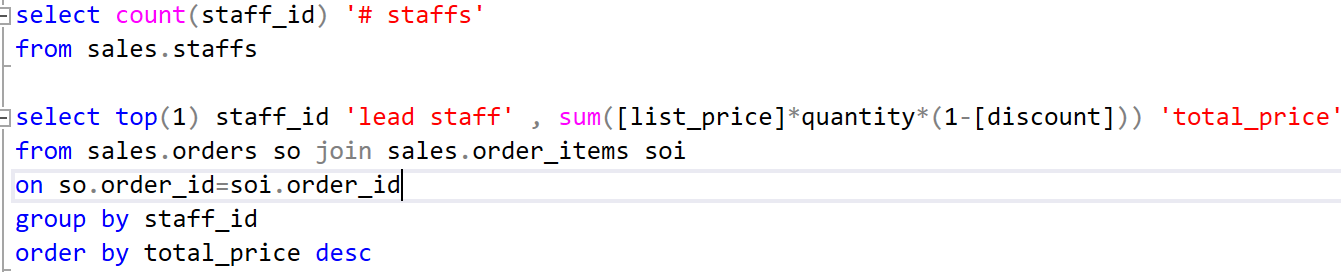 select count(staff_id) '# staffs'
from sales.staffs
select top(1) staff_id 'lead staff' , sum([list_price]*quantity*(1-[discount])) 'total_price'
from sales.orders so join sales.order_items soi
on so.order_id=soi.order_id
group by staff_id
order by total_price desc